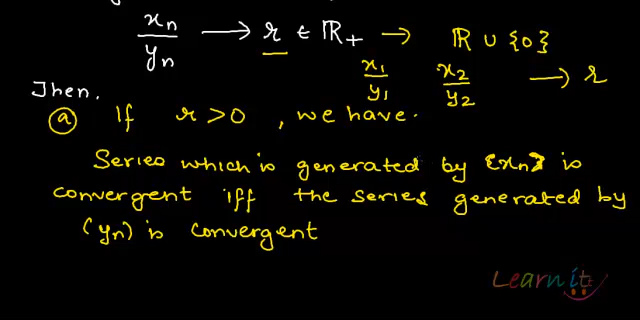 xn/yn → r ∈ ℝ+ → ℝ ∪ {0}
x1/y1 x2/y2 → r
Then,
(a) If r > 0, we have.
Series which is generated by {xn} is
convergent iff the series generated by
(yn) is convergent
Learnit